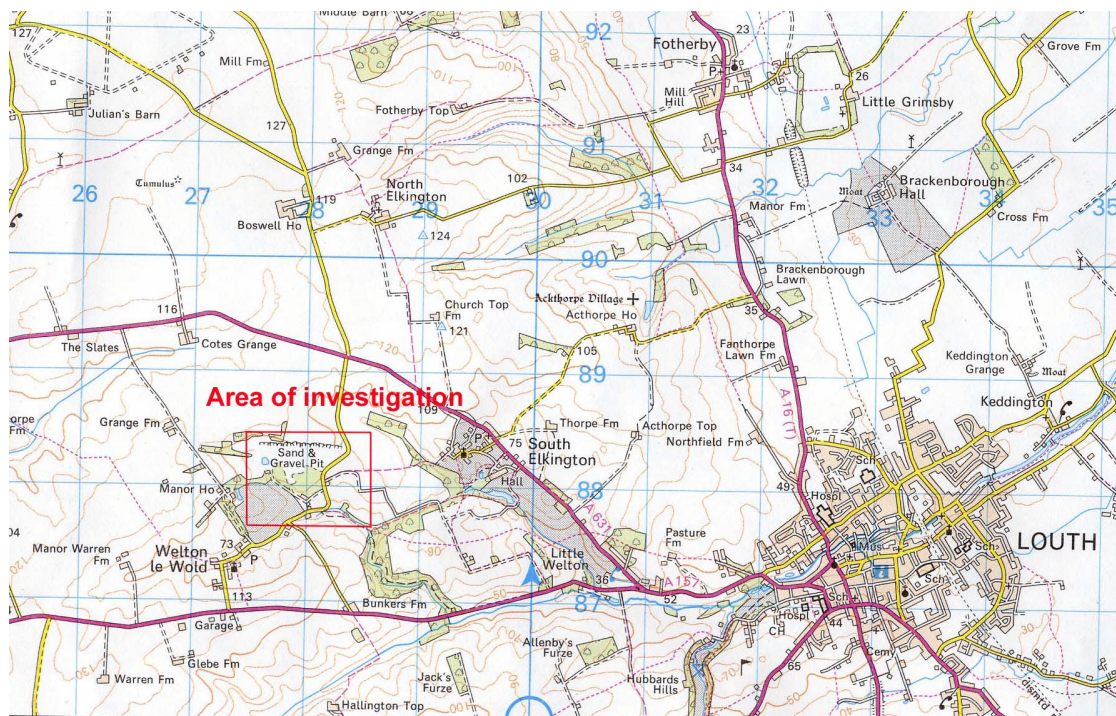 127
Middle Barn
92
Fotherby
23
P
Mill Fm
Grove Fm
Julian's Barn
127
Fotherby Top
Mill
Hill
26
Little Grimsby
Grange Fm
91
34
26
27
Tumulus
119
28
North
Elkington
29
102
30
31
32
Moat
Brackenborough
Hall
33
34
35
Boswell Ho
124
Manor Fm
Cross Fm
90
Brackenborough
Lawn
Church Top
Fm
121
Ackthorpe Village
Acthorpe Ho
35
116
The Slates
Cotes Grange
120
105
Fanthorpe
Lawn Fm
89
Keddington
Grange
Moat
Keddington
Area of investigation
109
A 16 (T)
Grange Fm
Thorpe Fm
Acthorpe Top
Northfield Fm
P
75
South
Elkington
Sand &
Gravel Pit
Hall
88
49
Sch
Hospl
Manor Ho
A 631
Manor Warren
Fm
73
P
Welton
le Wold
Pasture
Fm
Little
Welton
36
A 157
Mus
Sch
LOUTH
Sch
113
Bunkers Fm
87
52
Sch
Hospl
CH
44
Garage
Cemy
Glebe Fm
Allenby's
Furze
65
Warren Fm
Jack's
Furze
Hubbards
Hills
Hallington Top
dismtd